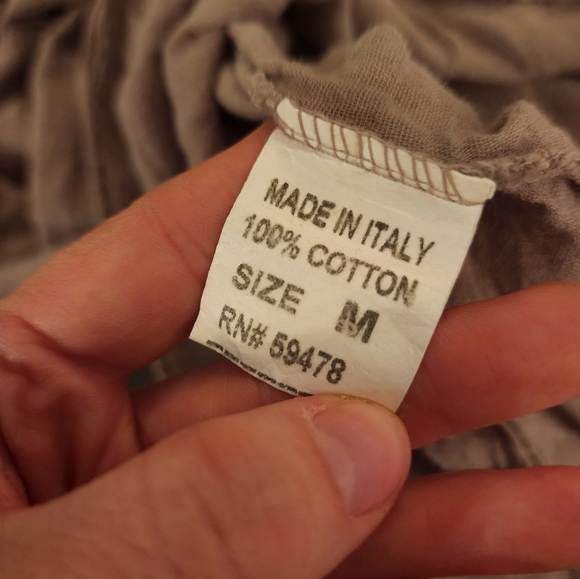 MADE IN ITALY
100% COTTON
SIZE M
RN# 59478